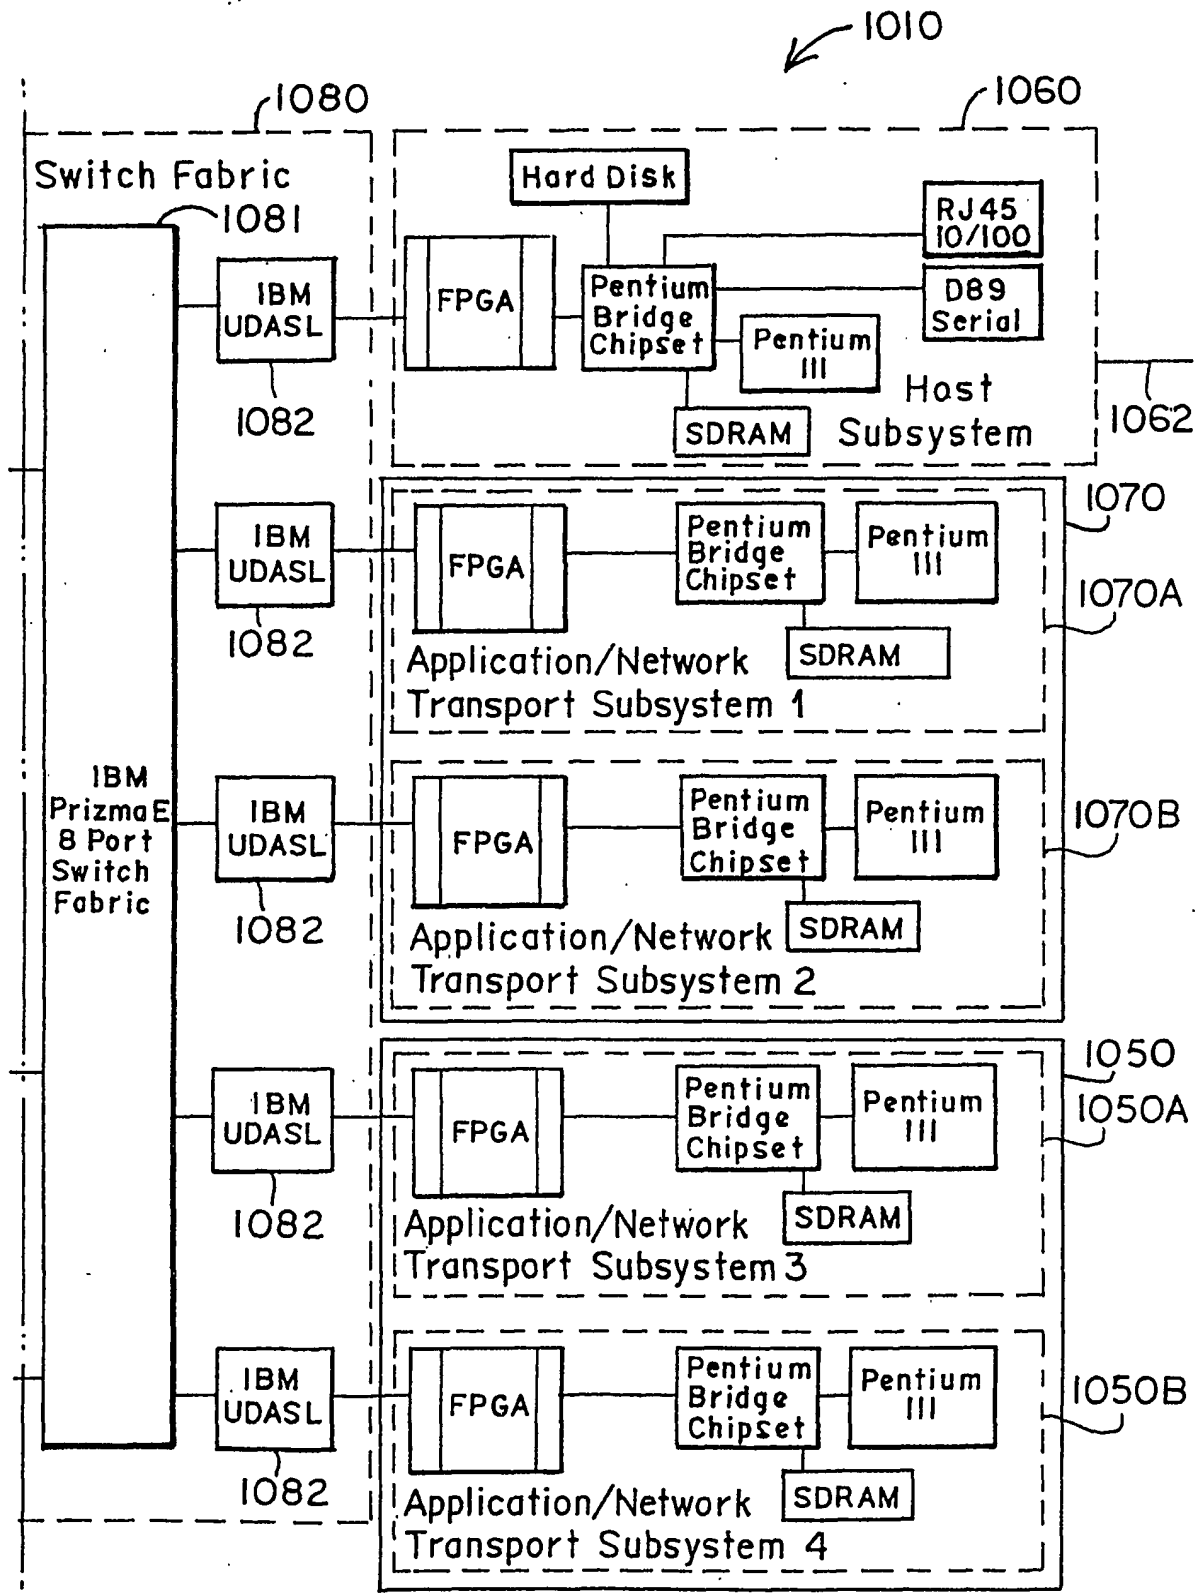 1010
1080
1060
Switch Fabric
1081
Hard Disk
RJ45
10/100
IBM
UDASL
FPGA
Pentium
Bridge
Chipset
D89
Serial
Pentium
III
1082
SDRAM
Host
Subsystem
1062
IBM
UDASL
1082
FPGA
Pentium
Bridge
Chipset
Pentium
III
SDRAM
Application/Network
Transport Subsystem 1
1070
1070A
IBM
PrizmaE
8 Port
Switch
Fabric
IBM
UDASL
1082
FPGA
Pentium
Bridge
Chipset
Pentium
III
SDRAM
Application/Network
Transport Subsystem 2
1070B
IBM
UDASL
1082
FPGA
Pentium
Bridge
Chipset
Pentium
III
SDRAM
Application/Network
Transport Subsystem 3
1050
1050A
IBM
UDASL
1082
FPGA
Pentium
Bridge
Chipset
Pentium
III
SDRAM
Application/Network
Transport Subsystem 4
1050B